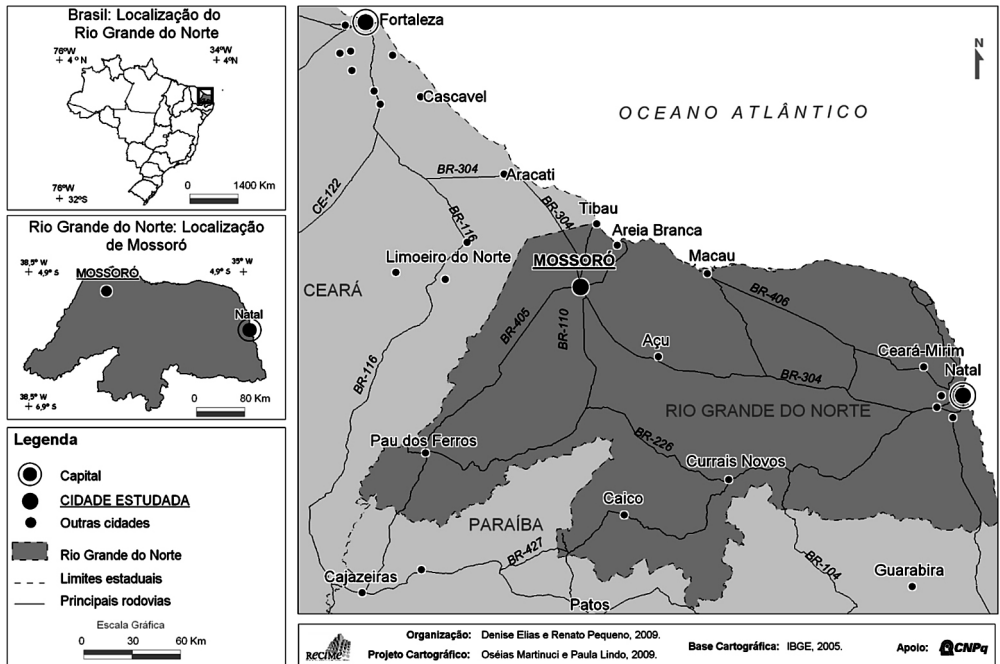 Brasil: Localização do
Rio Grande do Norte
76ºW
+ 4º N
34ºW
+ 4ºN
76ºW
+ 32ºS
0 1400 Km
Rio Grande do Norte: Localização
de Mossoró
38,5º W
+ 4,9º S
MOSSORÓ
35º W
4,9º S +
Natal
38,5º W
+ 6,9º S
0 80 Km
Legenda
Capital
CIDADE ESTUDADA
Outras cidades
Rio Grande do Norte
Limites estaduais
Principais rodovias
Escala Gráfica
0 30 60 Km
Fortaleza
N
Cascavel
OCEANO ATLÂNTICO
BR-304
Aracati
CE-122
BR-116
BR-304
Tibau
Areia Branca
Limoeiro do Norte
MOSSORÓ
Macau
CEARÁ
BR-406
BR-405
BR-110
Açu
Ceará-Mirim
BR-116
BR-304
Natal
RIO GRANDE DO NORTE
Pau dos Ferros
BR-226
Currais Novos
Caico
PARAÍBA
BR-427
BR-104
Cajazeiras
Guarabira
Patos
ReCiMe
Organização: Denise Elias e Renato Pequeno, 2009.
Projeto Cartográfico: Oséias Martinuci e Paula Lindo, 2009.
Base Cartográfica: IBGE, 2005.
Apoio: CNPq